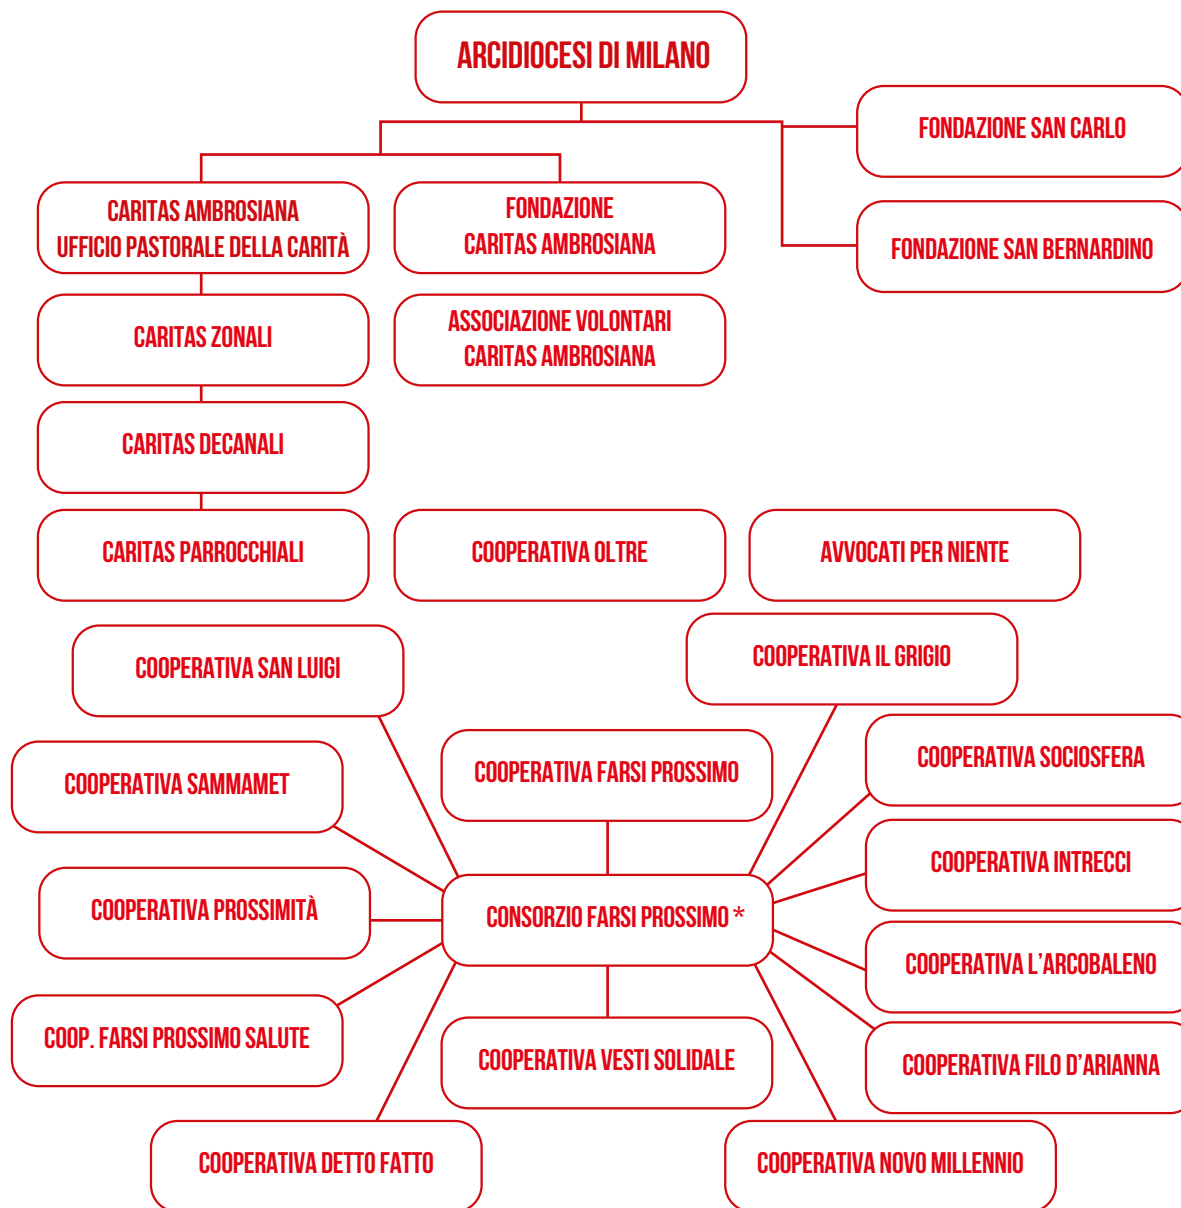 ARCIDIOCESI DI MILANO
FONDAZIONE SAN CARLO
CARITAS AMBROSIANA
UFFICIO PASTORALE DELLA CARITÀ
FONDAZIONE
CARITAS AMBROSIANA
FONDAZIONE SAN BERNARDINO
CARITAS ZONALI
ASSOCIAZIONE VOLONTARI
CARITAS AMBROSIANA
CARITAS DECANALI
CARITAS PARROCCHIALI
COOPERATIVA OLTRE
AVVOCATI PER NIENTE
COOPERATIVA SAN LUIGI
COOPERATIVA IL GRIGIO
COOPERATIVA SAMMAMET
COOPERATIVA FARSI PROSSIMO
COOPERATIVA SOCIOSFERA
COOPERATIVA INTRECCI
COOPERATIVA PROSSIMITÀ
CONSORZIO FARSI PROSSIMO *
COOPERATIVA L'ARCOBALENO
COOP. FARSI PROSSIMO SALUTE
COOPERATIVA VESTI SOLIDALE
COOPERATIVA FILO D'ARIANNA
COOPERATIVA DETTO FATTO
COOPERATIVA NOVO MILLENNIO